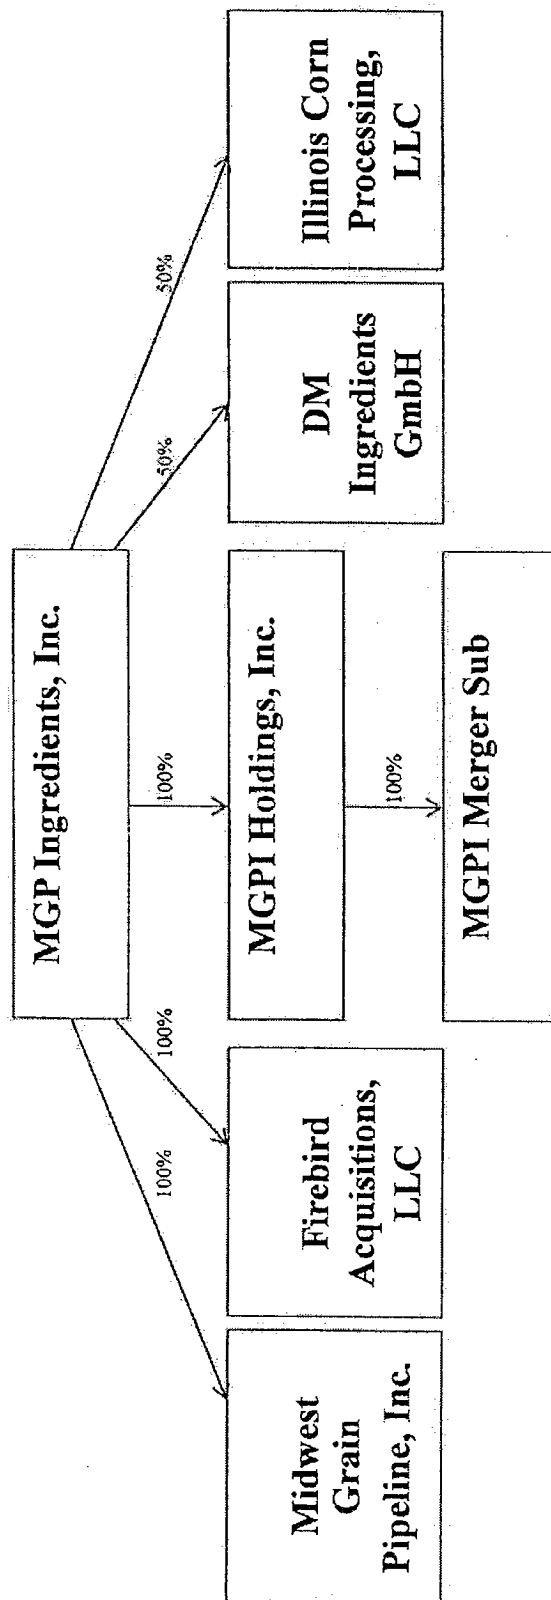 MGP Ingredients, Inc.
100%
100%
100%
50%
50%
Midwest
Grain
Pipeline, Inc.
Firebird
Acquisitions,
LLC
MGPI Holdings, Inc.
DM
Ingredients
GmbH
Illinois Corn
Processing,
LLC
100%
MGPI Merger Sub